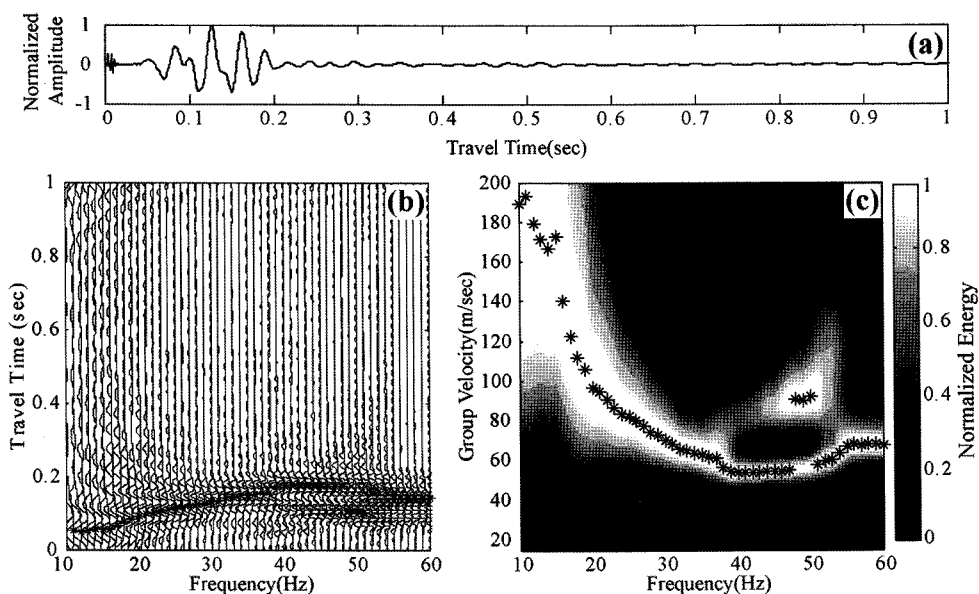 Normalized
Amplitude
1
0
-1
(a)
0 0.1 0.2 0.3 0.4 0.5 0.6 0.7 0.8 0.9 1
Travel Time(sec)
Travel Time (sec)
1
0.8
0.6
0.4
0.2
0
(b)
10 20 30 40 50 60
Frequency(Hz)
Group Velocity(m/sec)
200
180
160
140
120
100
80
60
40
20
(c)
10 20 30 40 50 60
Frequency(Hz)
1
0.8
0.6
0.4
0.2
0
Normalized Energy